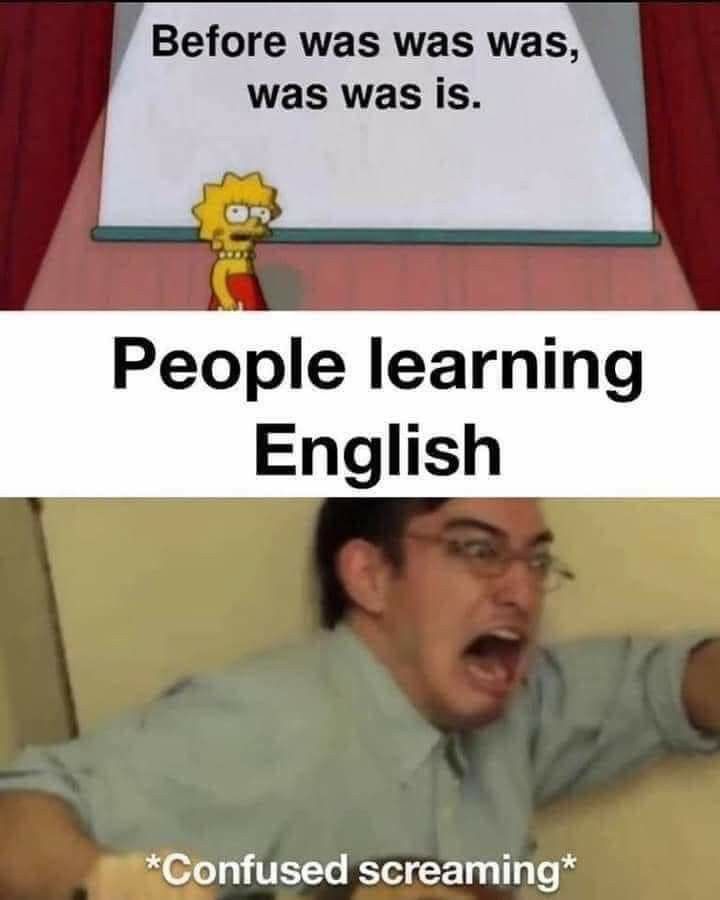 Before was was was,
was was is.
People learning
English
*Confused screaming*